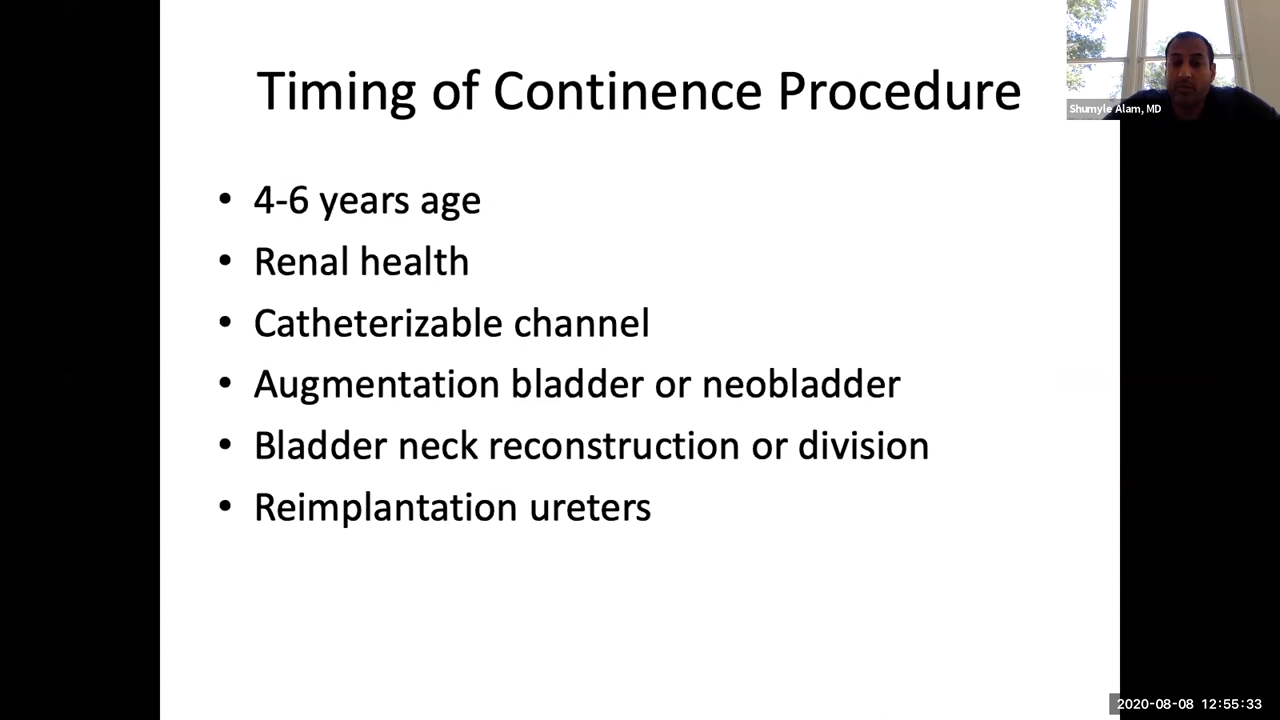 Timing of Continence Procedure
Shumyle Alam, MD
• 4-6 years age
• Renal health
• Catheterizable channel
• Augmentation bladder or neobladder
• Bladder neck reconstruction or division
• Reimplantation ureters
2020-08-08 12:55:33